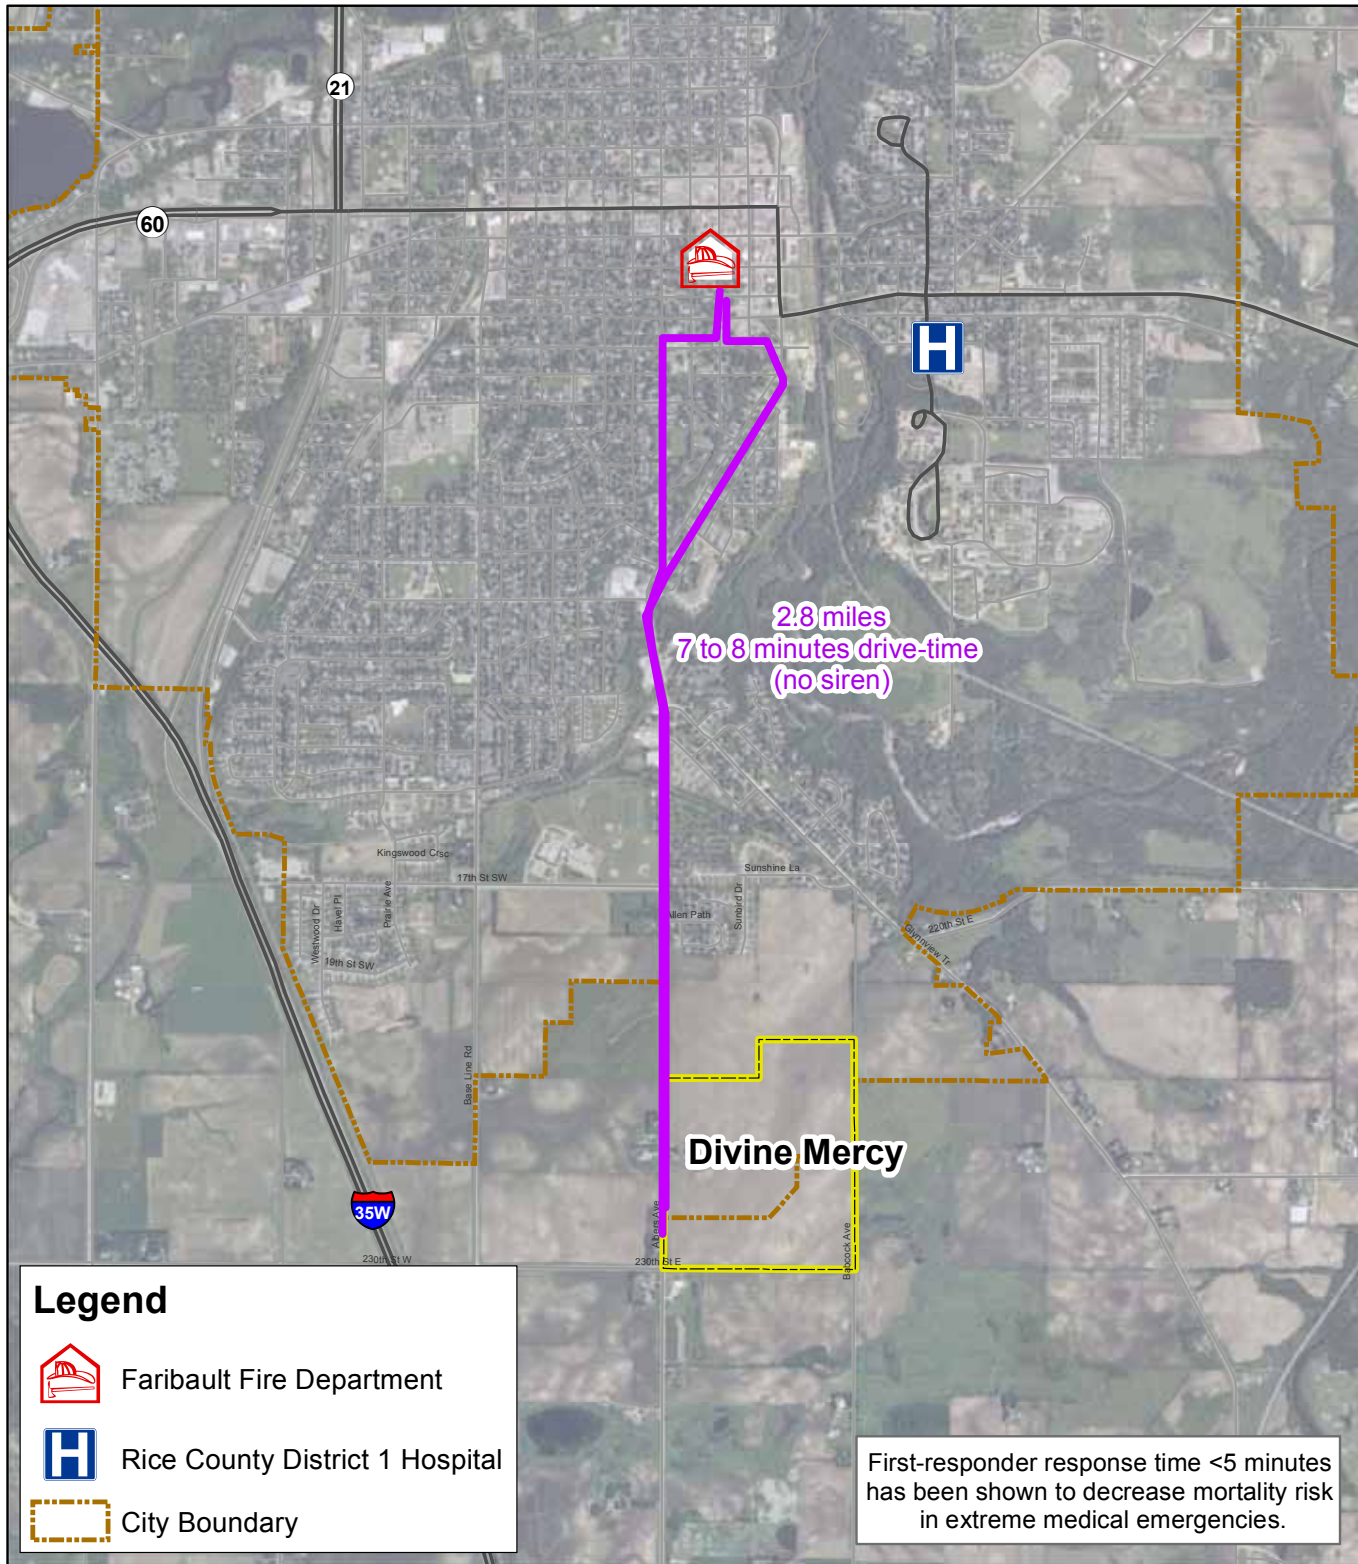 21
60
H
2.8 miles
7 to 8 minutes drive-time
(no siren)
Kingswood Crsc
17th St SW
Sunshine La
Westwood Dr
Havel Pl
Prairie Ave
Allen Path
Sunbird Dr
220th St E
Glynnview Tr
19th St SW
Base Line Rd
Divine Mercy
35W
Albers Ave
Babcock Ave
230th St W
230th St E
Legend
Faribault Fire Department
H
Rice County District 1 Hospital
City Boundary
First-responder response time <5 minutes
has been shown to decrease mortality risk
in extreme medical emergencies.